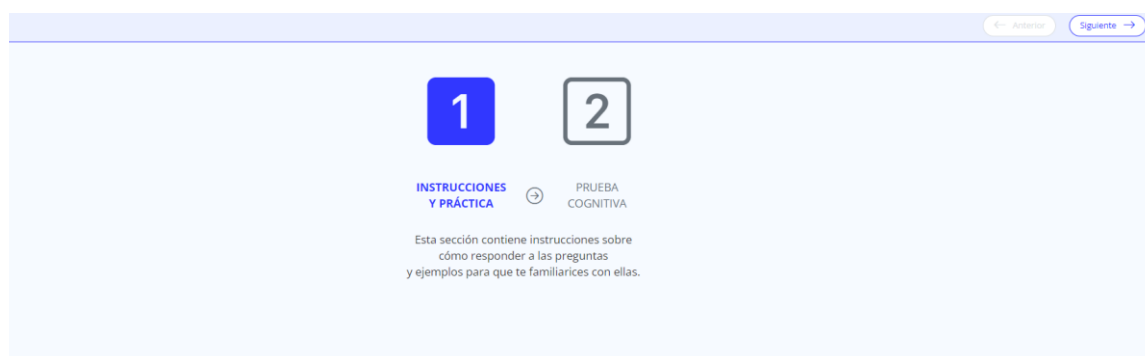 ← Anterior
Siguiente →
1
2
INSTRUCCIONES
Y PRÁCTICA
PRUEBA
COGNITIVA
Esta sección contiene instrucciones sobre
cómo responder a las preguntas
y ejemplos para que te familiarices con ellas.